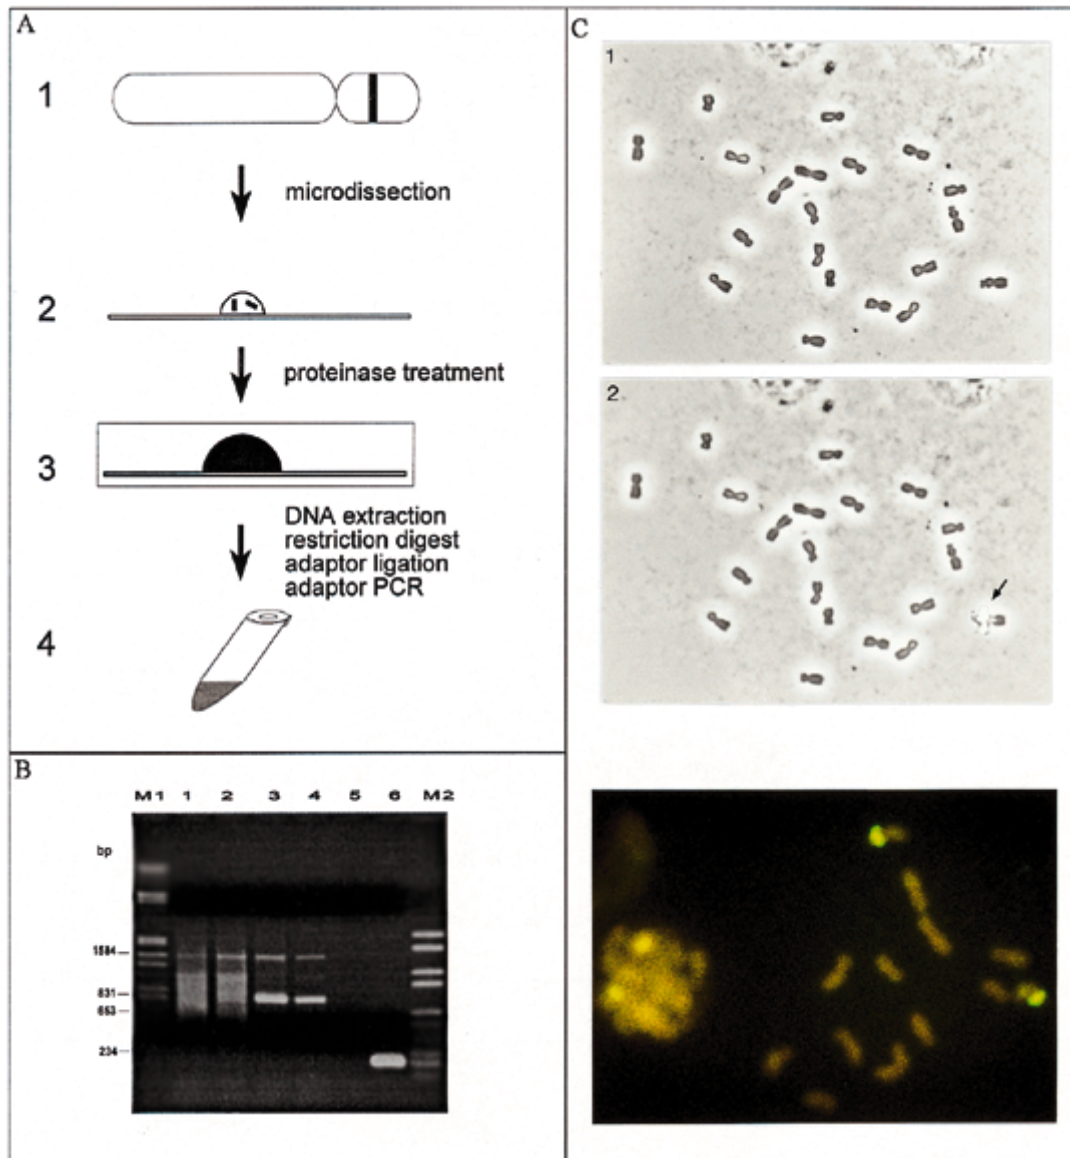 A
1
microdissection
2
proteinase treatment
3
DNA extraction
restriction digest
adaptor ligation
adaptor PCR
4
B
M1 1 2 3 4 5 6 M2
bp
1584
831
653
234
C
1
2